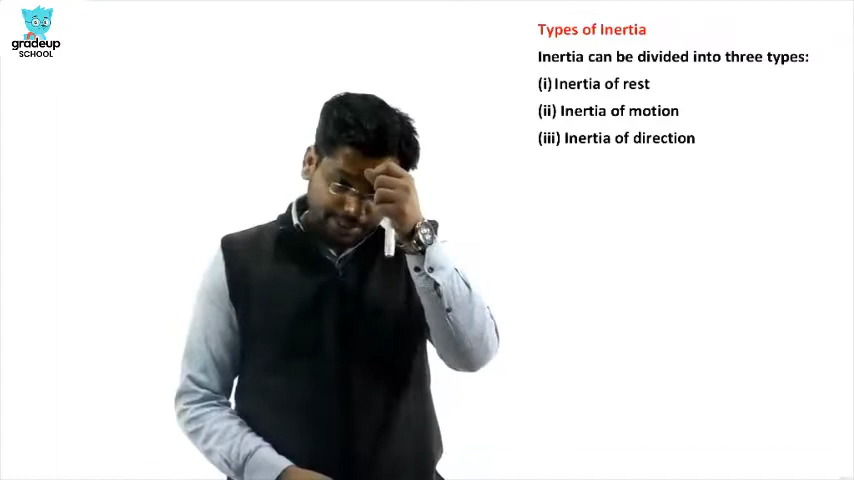 gradeup
SCHOOL
Types of Inertia
Inertia can be divided into three types:
(i) Inertia of rest
(ii) Inertia of motion
(iii) Inertia of direction